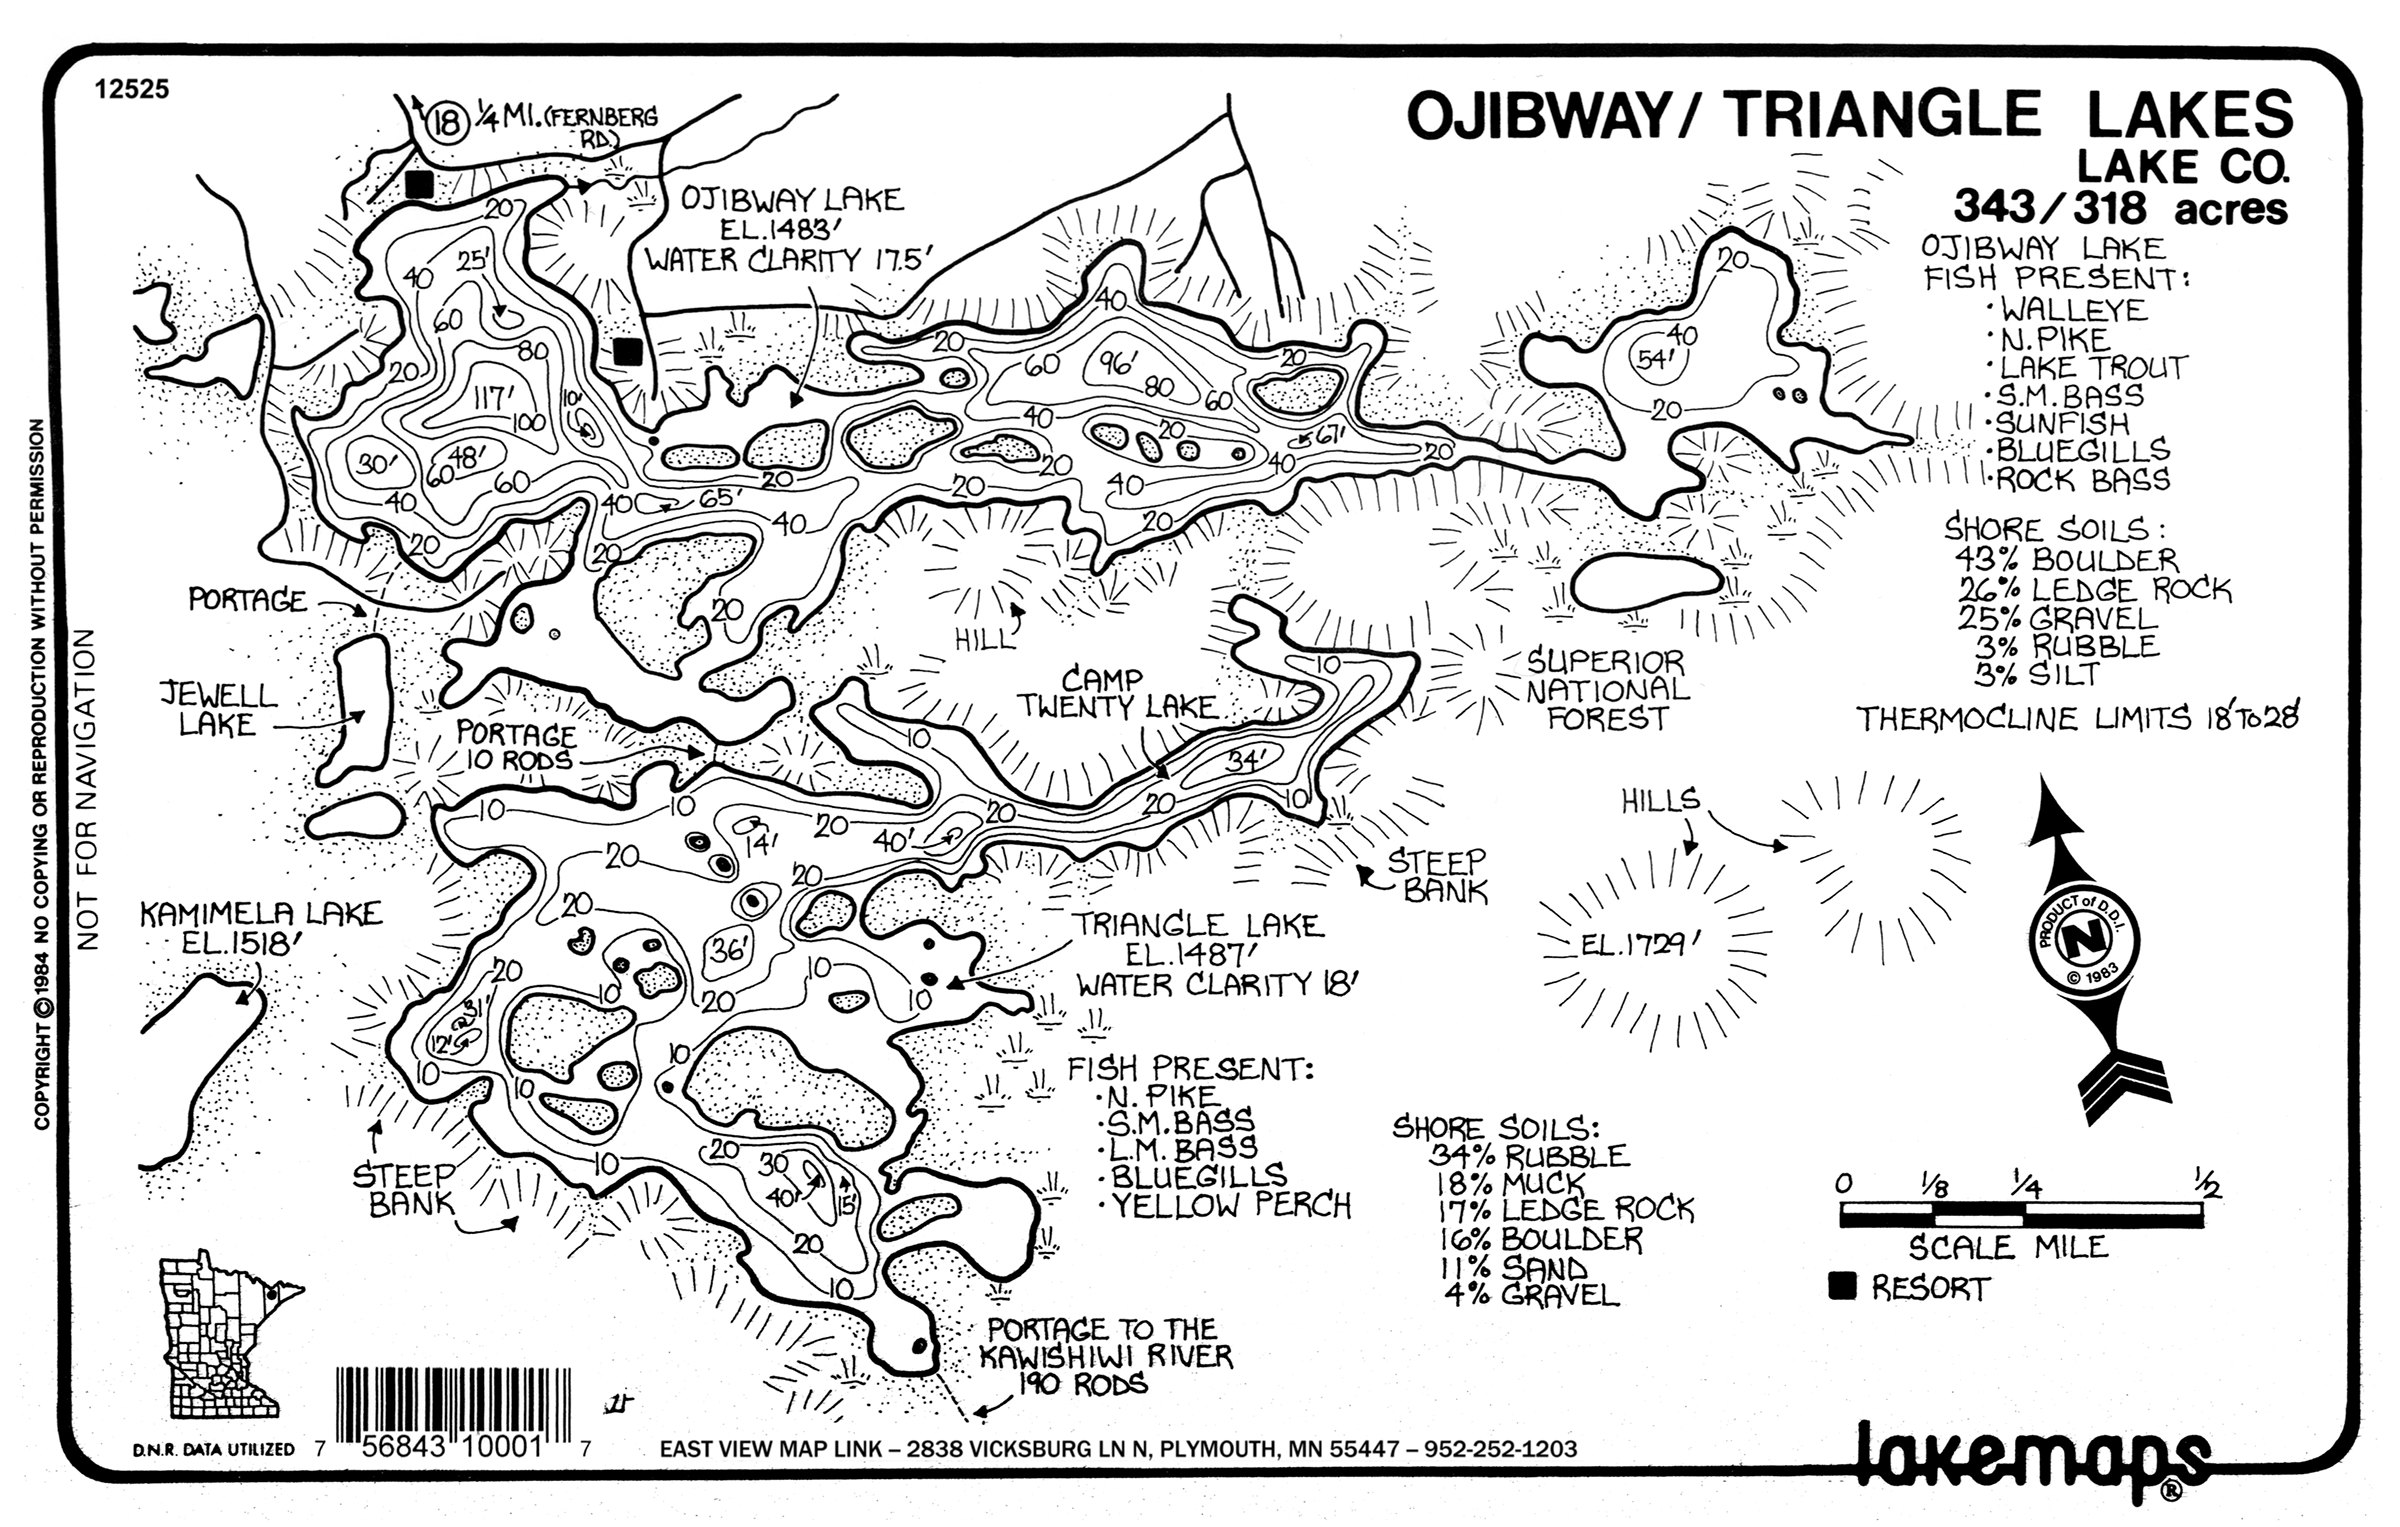 12525
18 1/4 MI. (FERNBERG
RD.)
OJIBWAY/ TRIANGLE LAKES
LAKE CO.
343/318 acres
OJIBWAY LAKE
EL.1483'
WATER CLARITY 17.5'
OJIBWAY LAKE
FISH PRESENT:
·WALLEYE
·N.PIKE
·LAKE TROUT
·S.M.BASS
·SUNFISH
·BLUEGILLS
·ROCK BASS
SHORE SOILS:
43% BOULDER
26% LEDGE ROCK
25% GRAVEL
3% RUBBLE
3% SILT
THERMOCLINE LIMITS 18' TO 28'
20
25'
40
60
80
20
117'
100
10'
30'
48'
60
60
40
20
40
65'
20
40
20
20
20
40
20
60
96'
80
60
20
40
20
20
67'
40
20
40
20
20
20
40
54'
20
PORTAGE
JEWELL
LAKE
PORTAGE
10 RODS
HILL
CAMP
TWENTY LAKE
SUPERIOR
NATIONAL
FOREST
HILLS
EL.1729'
STEEP
BANK
10
10
34'
20
10
20
40'
10
10
20
14'
20
20
20
36'
20
10
10
10
20
31'
12'
10
10
10
10
20
30
40'
15'
20
10
KAMIMELA LAKE
EL.1518'
TRIANGLE LAKE
EL.1487'
WATER CLARITY 18'
FISH PRESENT:
·N. PIKE
·S.M.BASS
·L.M. BASS
·BLUEGILLS
·YELLOW PERCH
SHORE SOILS:
34% RUBBLE
18% MUCK
17% LEDGE ROCK
16% BOULDER
11% SAND
4% GRAVEL
STEEP
BANK
PORTAGE TO THE
KAWISHIWI RIVER
190 RODS
PRODUCT of D.D.I.
N
© 1983
0 1/8 1/4 1/2
SCALE MILE
RESORT
COPYRIGHT © 1984 NO COPYING OR REPRODUCTION WITHOUT PERMISSION
NOT FOR NAVIGATION
D.N.R. DATA UTILIZED
7 56843 10001 7
EAST VIEW MAP LINK – 2838 VICKSBURG LN N, PLYMOUTH, MN 55447 – 952-252-1203
lakemaps®